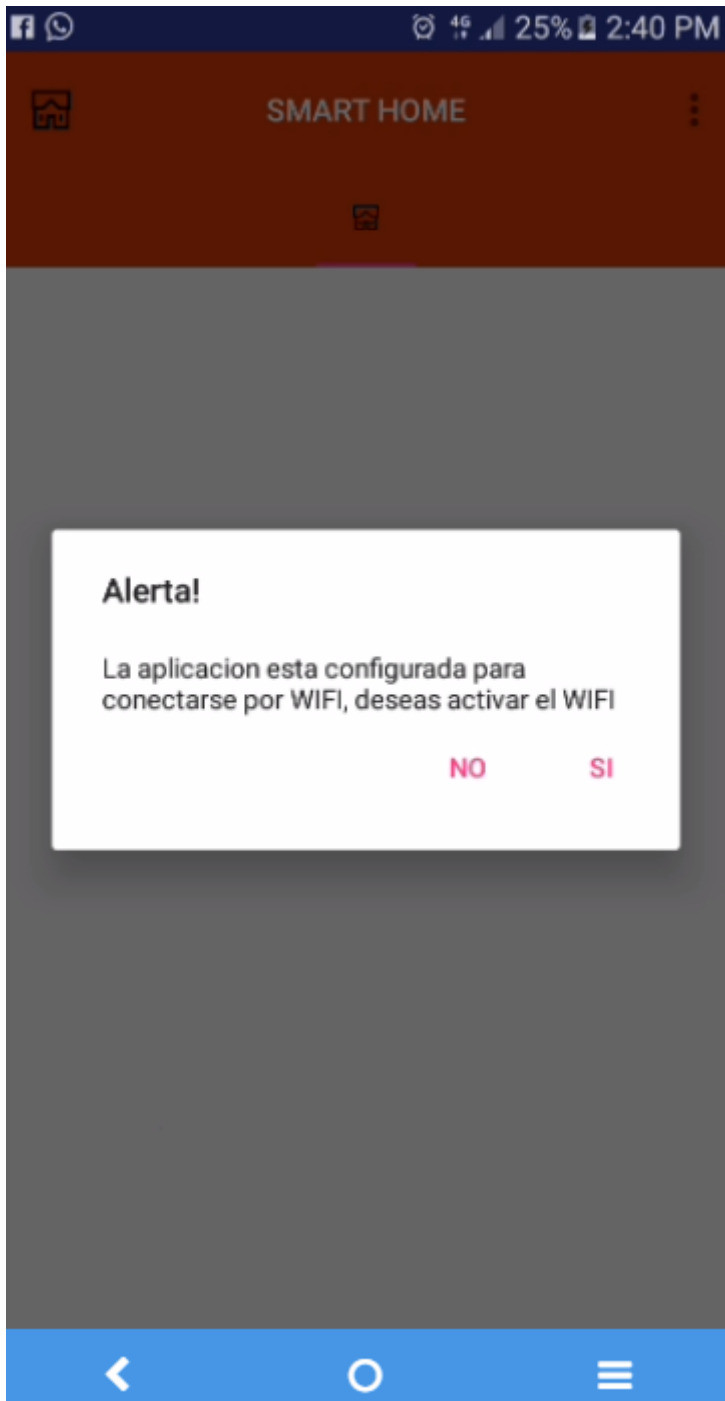 4G 25% 2:40 PM
SMART HOME
Alerta!
La aplicacion esta configurada para
conectarse por WIFI, deseas activar el WIFI
NO SI